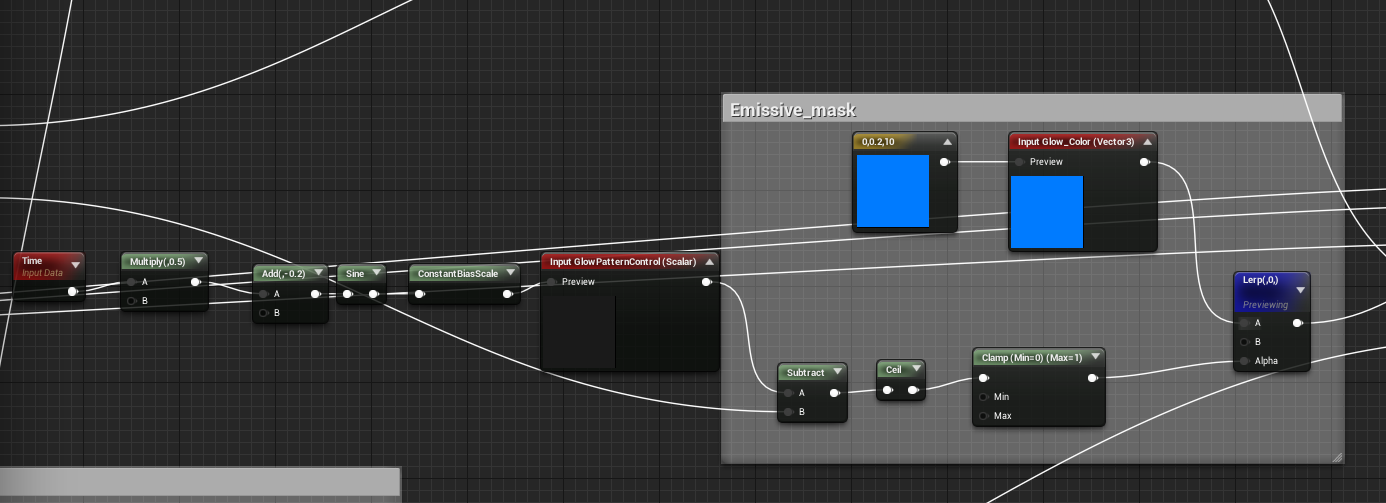 Emissive_mask
0,0.2,10
Input Glow_Color (Vector3)
Preview
Time
Input Data
Multiply(,0.5)
A
B
Add(,-0.2)
A
B
Sine
ConstantBiasScale
Input GlowPatternControl (Scalar)
Preview
Subtract
A
B
Ceil
Clamp (Min=0) (Max=1)
Min
Max
Lerp(,0,)
Previewing
A
B
Alpha